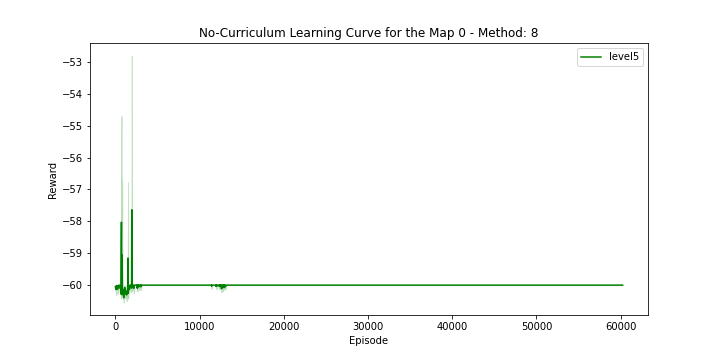 No-Curriculum Learning Curve for the Map 0 - Method: 8
level5
Reward
−53
−54
−55
−56
−57
−58
−59
−60
0 10000 20000 30000 40000 50000 60000
Episode